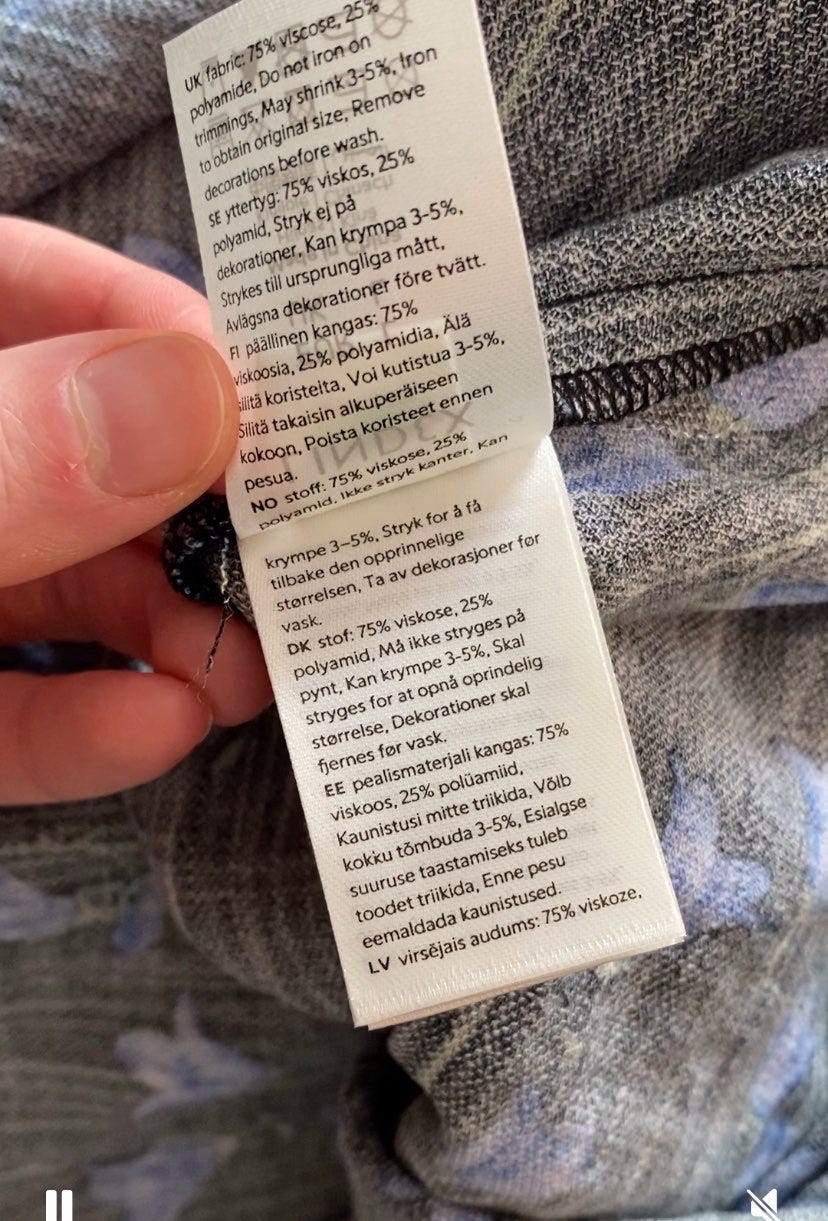 UK fabric: 75% viscose, 25%
polyamide, Do not iron on
trimmings, May shrink 3-5%, Iron
to obtain original size, Remove
decorations before wash.
SE yttertyg: 75% viskos, 25%
polyamid, Stryk ej på
dekorationer, Kan krympa 3-5%,
Strykes till ursprungliga mått,
Avlägsna dekorationer före tvätt.
FI päällinen kangas: 75%
viskoosia, 25% polyamidia, Älä
silitä koristeita, Voi kutistua 3-5%,
Silitä takaisin alkuperäiseen
kokoon, Poista koristeet ennen
pesua.
NO stoff: 75% viskose, 25%
polyamid, Ikke stryk kanter, Kan
krympe 3-5%, Stryk for å få
tilbake den opprinnelige
størrelsen, Ta av dekorasjoner før
vask.
DK stof: 75% viskose, 25%
polyamid, Må ikke stryges på
pynt, Kan krympe 3-5%, Skal
stryges for at opnå oprindelig
størrelse, Dekorationer skal
fjernes før vask.
EE pealismaterjali kangas: 75%
viskoos, 25% polüamiid,
Kaunistusi mitte triikida, Võib
kokku tõmbuda 3-5%, Esialgse
suuruse taastamiseks tuleb
toodet triikida, Enne pesu
eemaldada kaunistused.
LV virsējais audums: 75% viskoze,